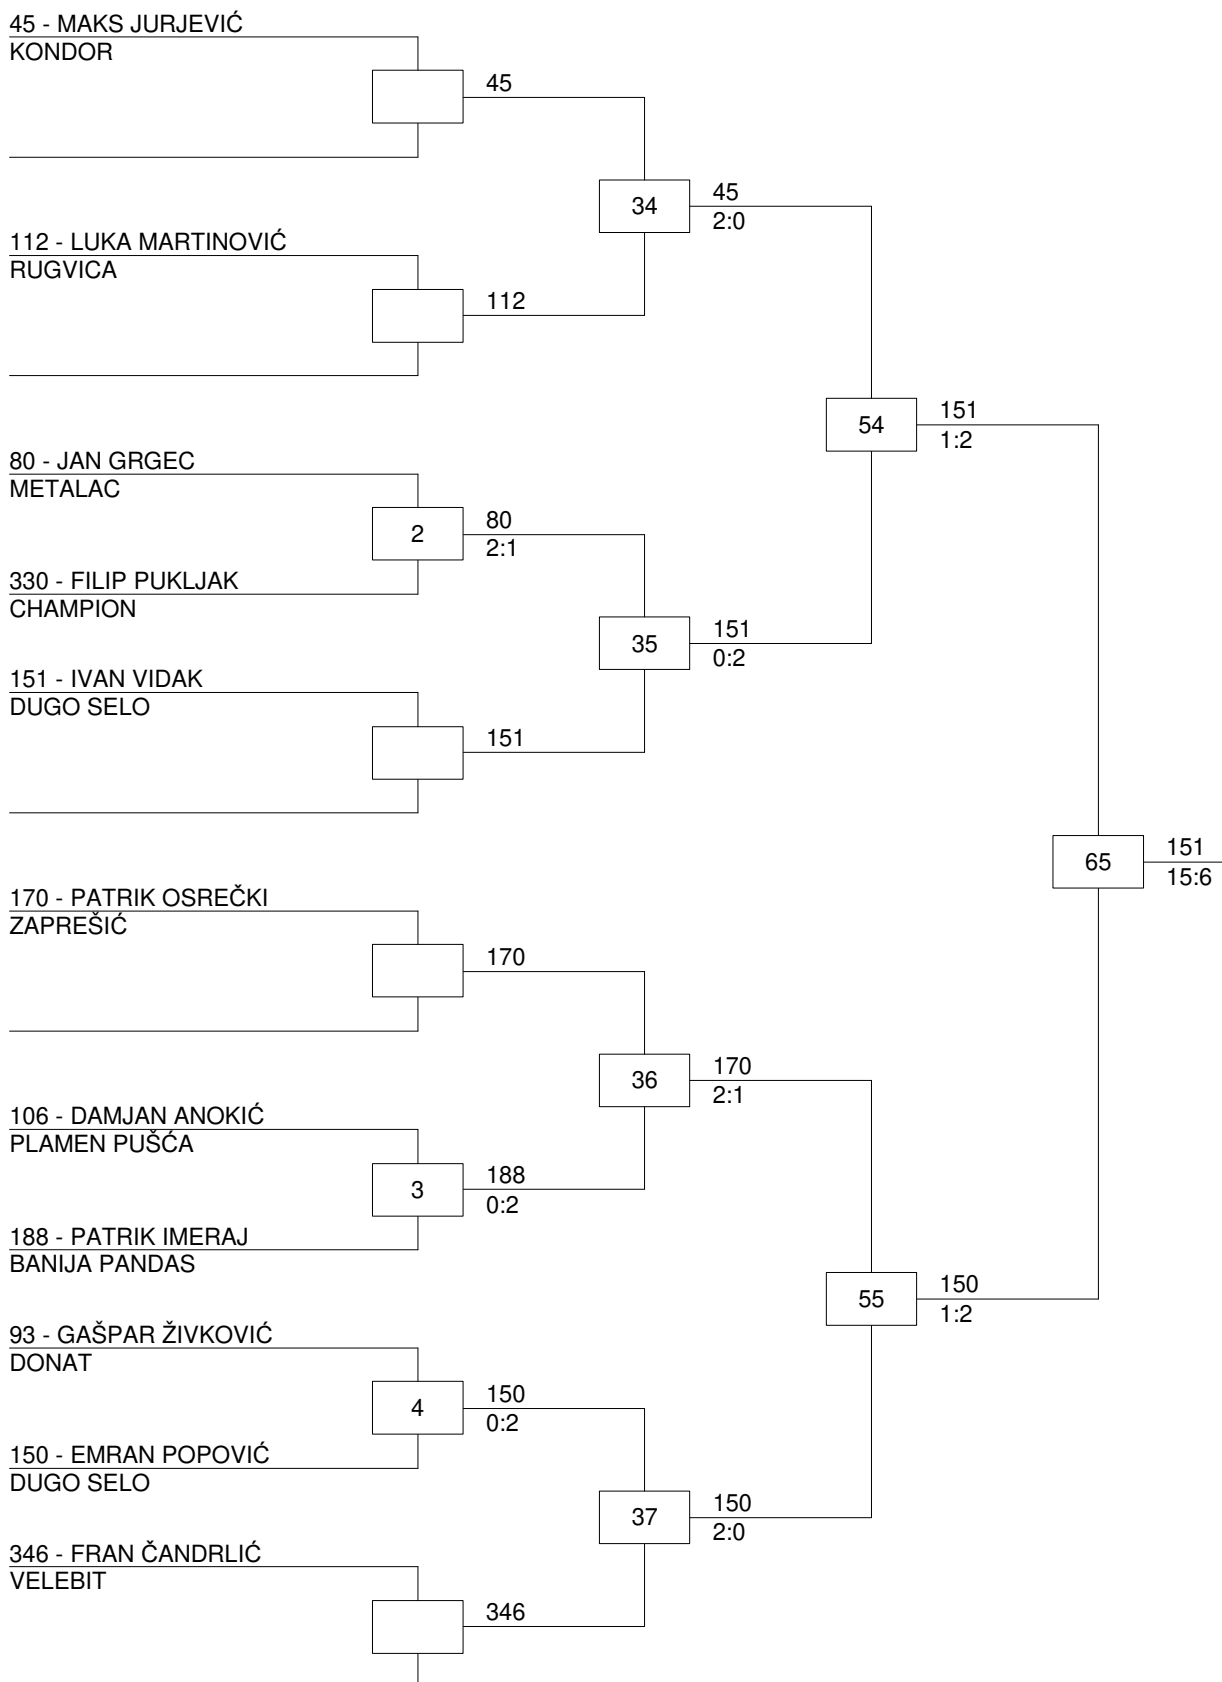 45 - MAKS JURJEVIĆ
KONDOR
45
34
45
2:0
112 - LUKA MARTINOVIĆ
RUGVICA
112
54
151
1:2
80 - JAN GRGEC
METALAC
2
80
2:1
330 - FILIP PUKLJAK
CHAMPION
35
151
0:2
151 - IVAN VIDAK
DUGO SELO
151
65
151
15:6
170 - PATRIK OSREČKI
ZAPREŠIĆ
170
36
170
2:1
106 - DAMJAN ANOKIĆ
PLAMEN PUŠĆA
3
188
0:2
188 - PATRIK IMERAJ
BANIJA PANDAS
55
150
1:2
93 - GAŠPAR ŽIVKOVIĆ
DONAT
4
150
0:2
150 - EMRAN POPOVIĆ
DUGO SELO
37
150
2:0
346 - FRAN ČANDRLIĆ
VELEBIT
346